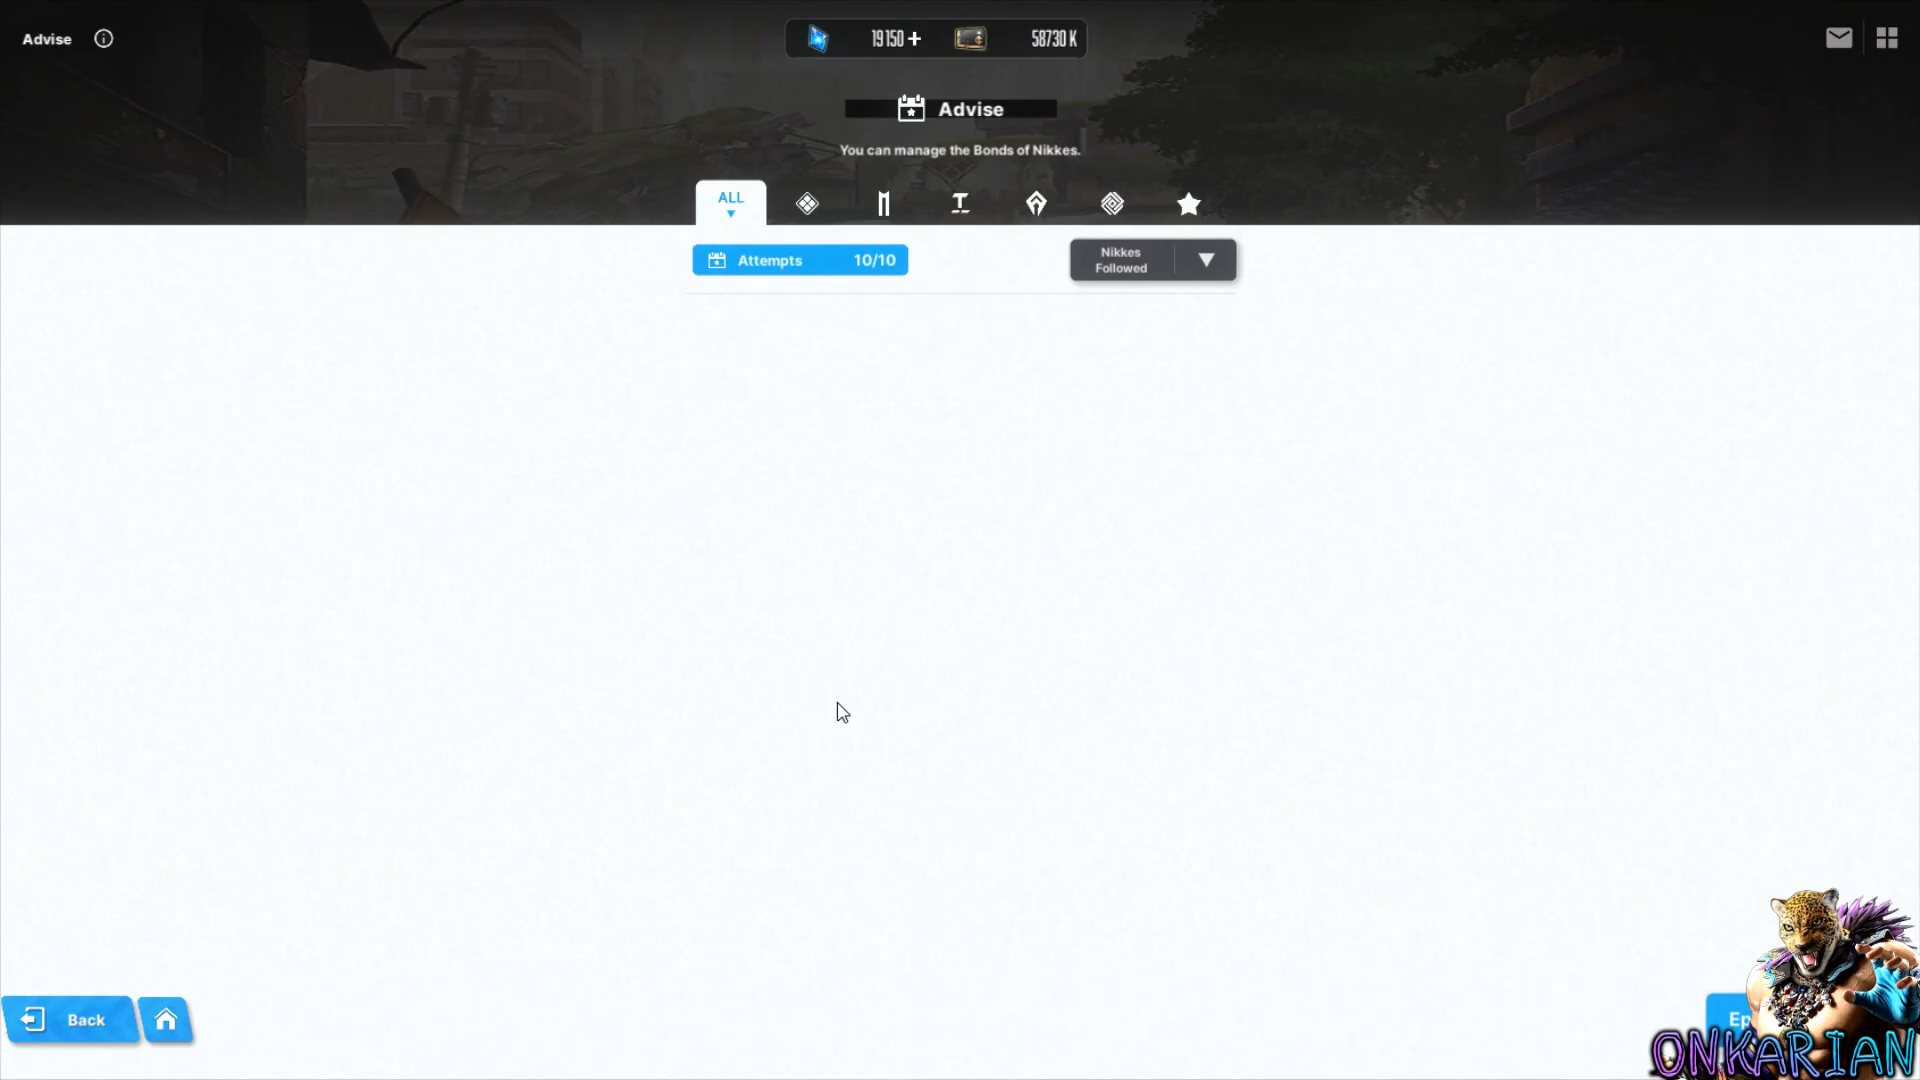 Advise
19150 +
58730 K
Advise
You can manage the Bonds of Nikkes.
ALL
Attempts 10/10
Nikkes
Followed
Back
Ep
ONKARIAN